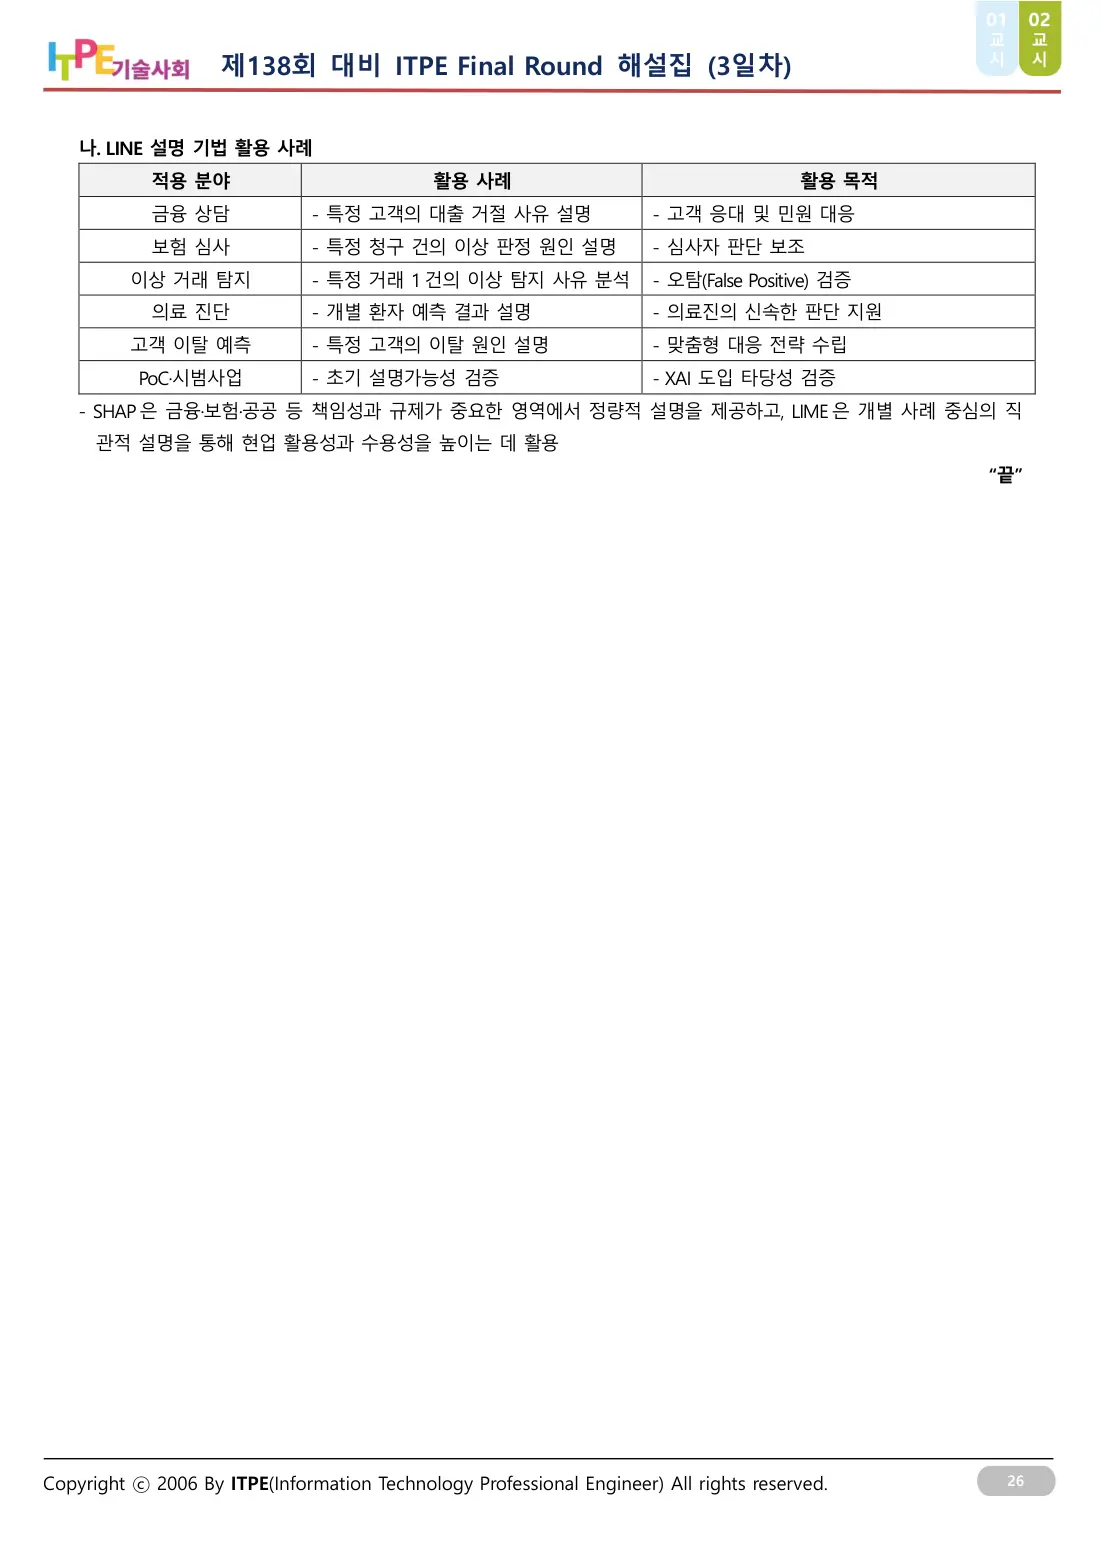 ITPE기술사회 제138회 대비 ITPE Final Round 해설집 (3일차)
01 교시
02 교시
나. LINE 설명 기법 활용 사례
적용 분야 활용 사례 활용 목적
금융 상담 - 특정 고객의 대출 거절 사유 설명 - 고객 응대 및 민원 대응
보험 심사 - 특정 청구 건의 이상 판정 원인 설명 - 심사자 판단 보조
이상 거래 탐지 - 특정 거래 1건의 이상 탐지 사유 분석 - 오탐(False Positive) 검증
의료 진단 - 개별 환자 예측 결과 설명 - 의료진의 신속한 판단 지원
고객 이탈 예측 - 특정 고객의 이탈 원인 설명 - 맞춤형 대응 전략 수립
PoC·시범사업 - 초기 설명가능성 검증 - XAI 도입 타당성 검증
- SHAP은 금융·보험·공공 등 책임성과 규제가 중요한 영역에서 정량적 설명을 제공하고, LIME은 개별 사례 중심의 직
관적 설명을 통해 현업 활용성과 수용성을 높이는 데 활용
“끝”
Copyright ⓒ 2006 By ITPE(Information Technology Professional Engineer) All rights reserved.
26